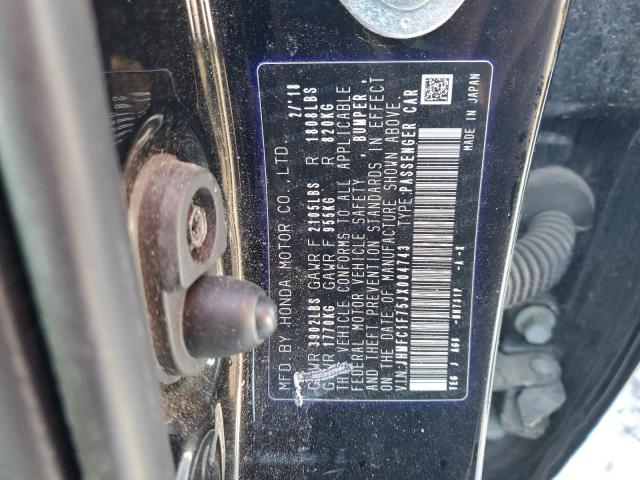 MFD BY HONDA MOTOR CO., LTD. 2/'18
GVWR 3902LBS GAWR F 2105LBS R 1808LBS
GVWR 1770KG GAWR F 955KG R 820KG
THIS VEHICLE CONFORMS TO ALL APPLICABLE
FEDERAL MOTOR VEHICLE SAFETY, BUMPER,
AND THEFT PREVENTION STANDARDS IN EFFECT
ON THE DATE OF MANUFACTURE SHOWN ABOVE.
V.I.N:JHMFC1F75JX004743 TYPE:PASSENGER CAR
MADE IN JAPAN